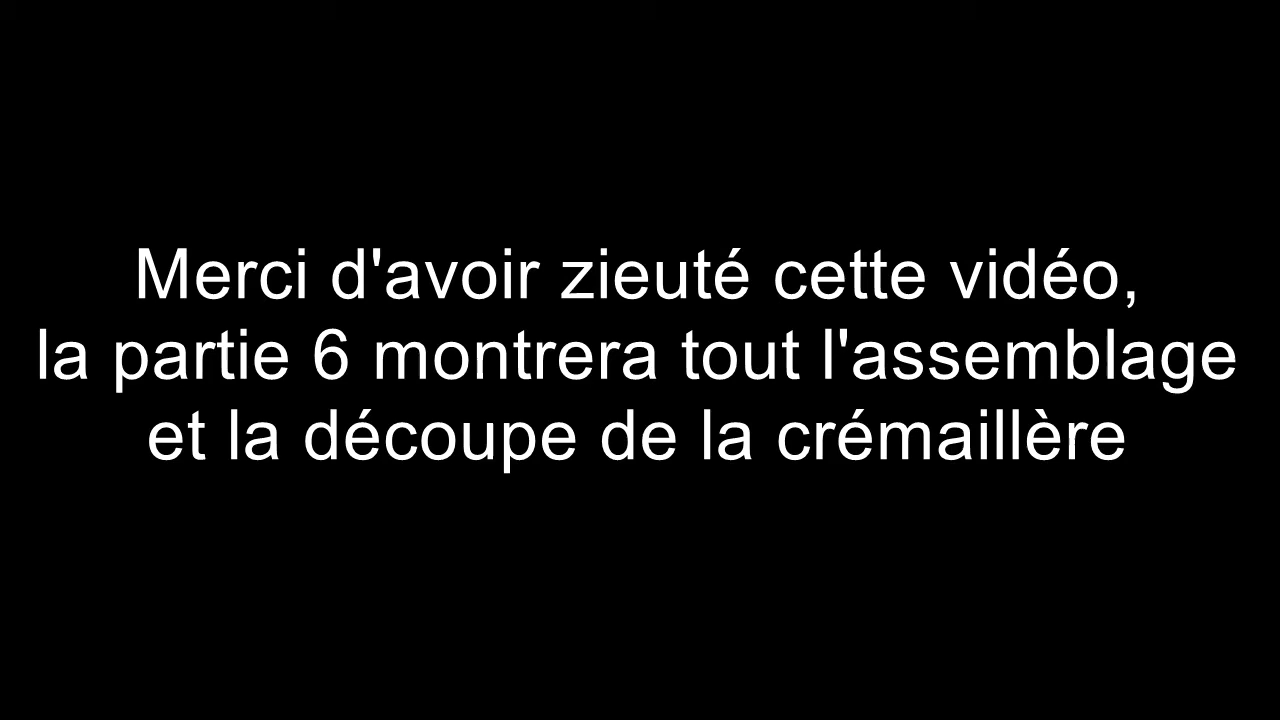 Merci d'avoir zieuté cette vidéo,
la partie 6 montrera tout l'assemblage
et la découpe de la crémaillère